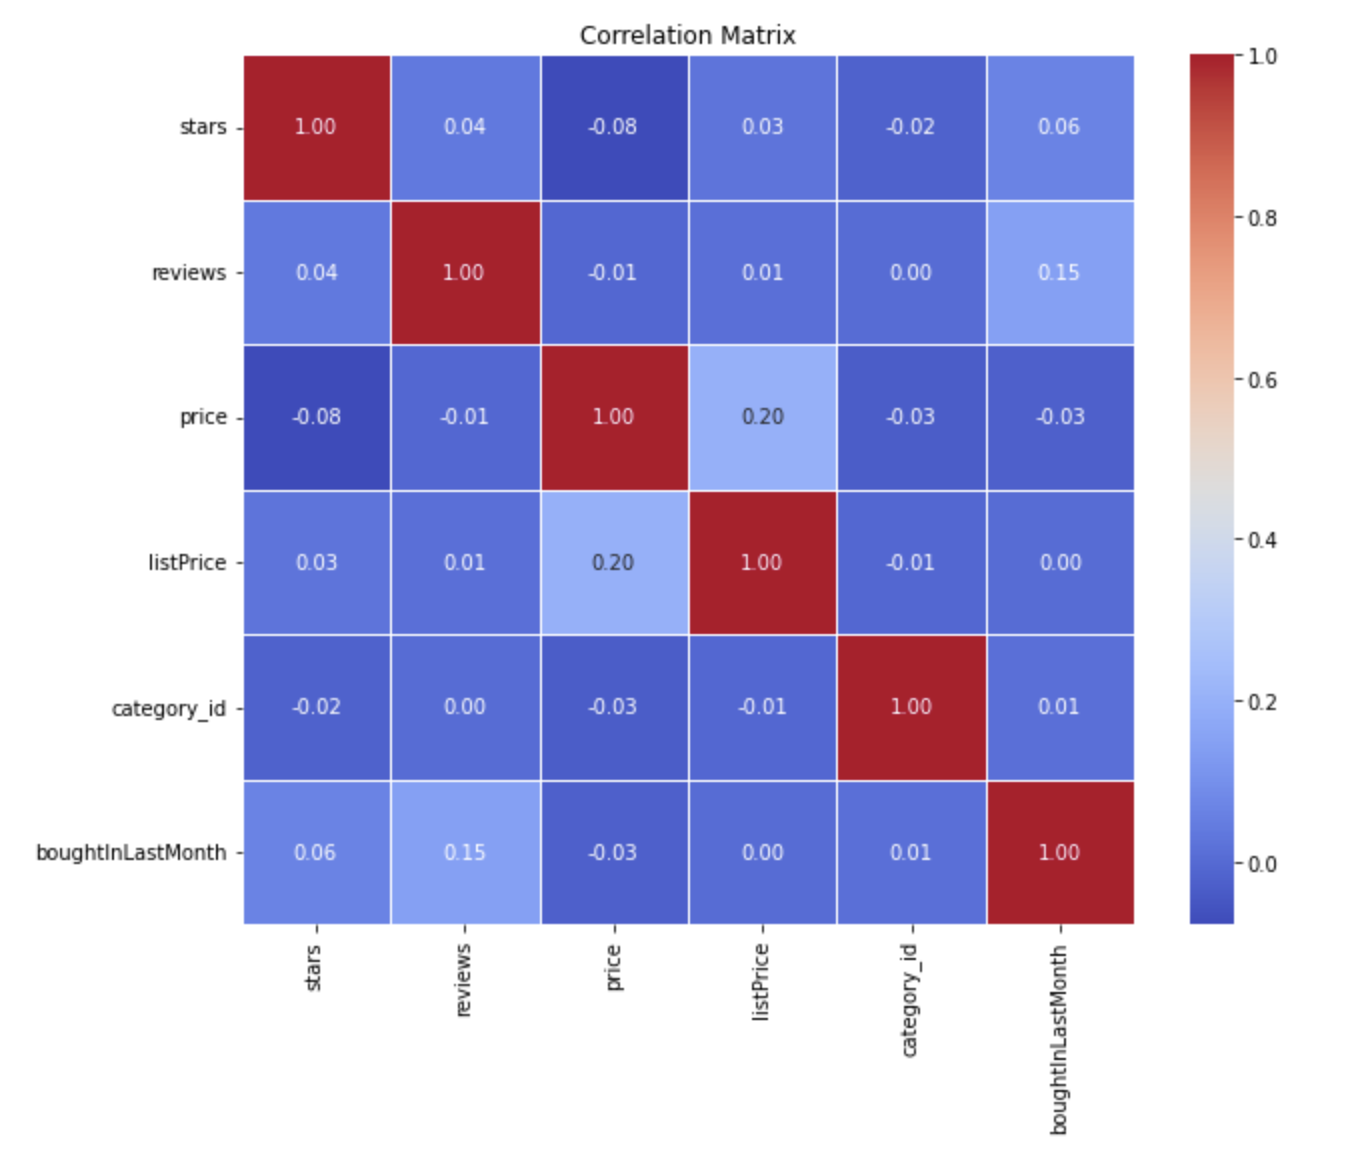 Correlation Matrix
stars 1.00 0.04 -0.08 0.03 -0.02 0.06
reviews 0.04 1.00 -0.01 0.01 0.00 0.15
price -0.08 -0.01 1.00 0.20 -0.03 -0.03
listPrice 0.03 0.01 0.20 1.00 -0.01 0.00
category_id -0.02 0.00 -0.03 -0.01 1.00 0.01
boughtInLastMonth 0.06 0.15 -0.03 0.00 0.01 1.00
stars reviews price listPrice category_id boughtInLastMonth
1.0
0.8
0.6
0.4
0.2
0.0